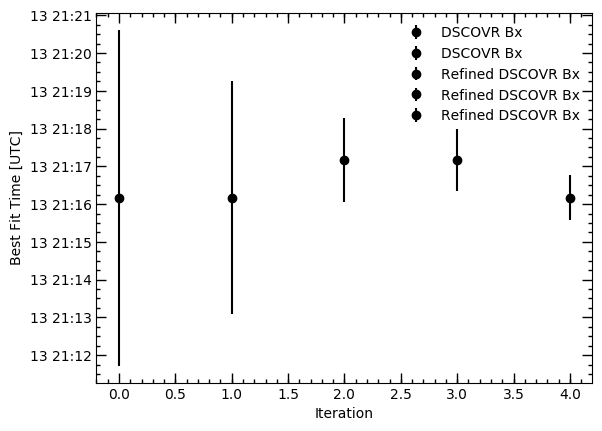 13 21:21
13 21:20
13 21:19
13 21:18
13 21:17
13 21:16
13 21:15
13 21:14
13 21:13
13 21:12
Best Fit Time [UTC]
DSCOVR Bx
DSCOVR Bx
Refined DSCOVR Bx
Refined DSCOVR Bx
Refined DSCOVR Bx
0.0 0.5 1.0 1.5 2.0 2.5 3.0 3.5 4.0
Iteration